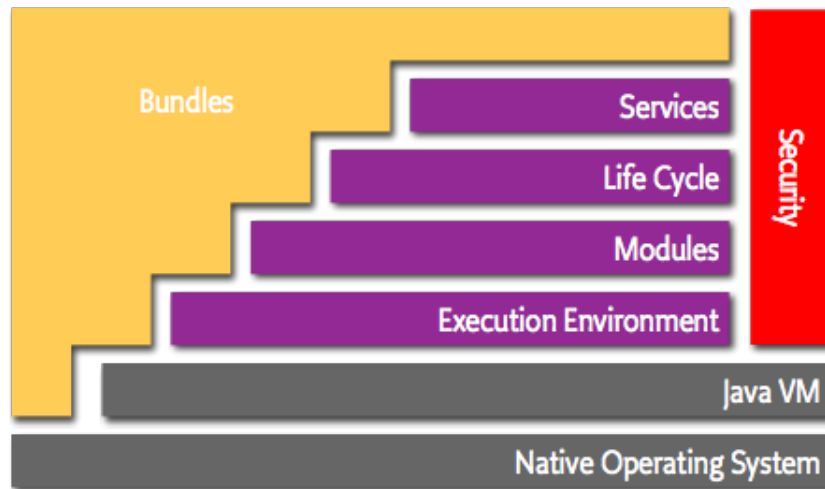 Bundles
Services
Life Cycle
Modules
Execution Environment
Security
Java VM
Native Operating System